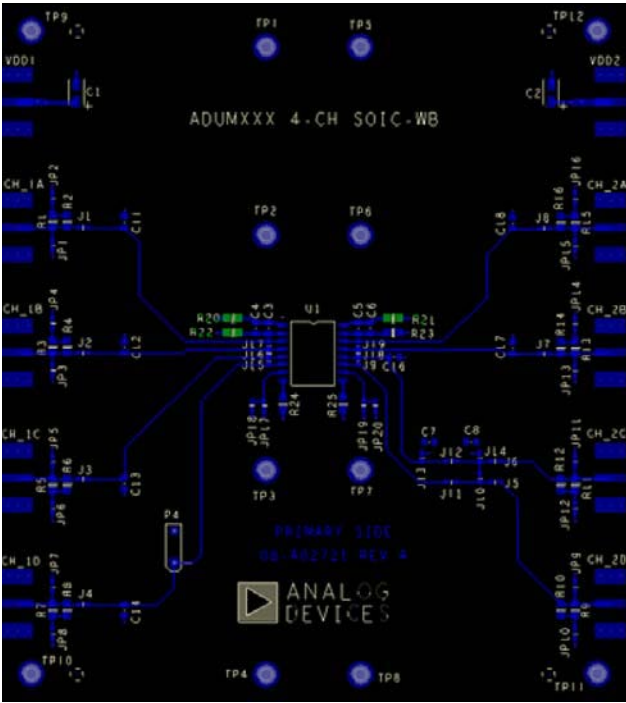 TP9
TP1
TP5
TP12
VDD1
VDD2
C1
C2
ADUMXXX 4-CH SOIC-WB
CH_1A
JP2
R2
R1
JP1
J1
C11
TP2
TP6
C18
J8
R16
JP16
R15
JP15
CH_2A
CH_1B
JP4
R4
R3
JP3
J2
C12
R20
R22
C4
C3
U1
C5
C6
R21
R23
J17
J16
J15
J19
J18
J9
C16
C17
J7
R14
JP14
R13
JP13
CH_2B
R24
R25
JP18
JP17
JP19
JP20
CH_1C
JP5
R6
R5
JP6
J3
C13
TP3
TP7
C7
C8
J12
J14
J6
J13
J11
J10
J5
R12
JP11
R11
JP12
CH_2C
P4
PRIMARY SIDE
REV A
CH_1D
JP7
R8
R7
JP8
J4
C14
ANALOG
DEVICES
R10
JP9
R9
JP10
CH_2D
TP10
TP4
TP8
TP11